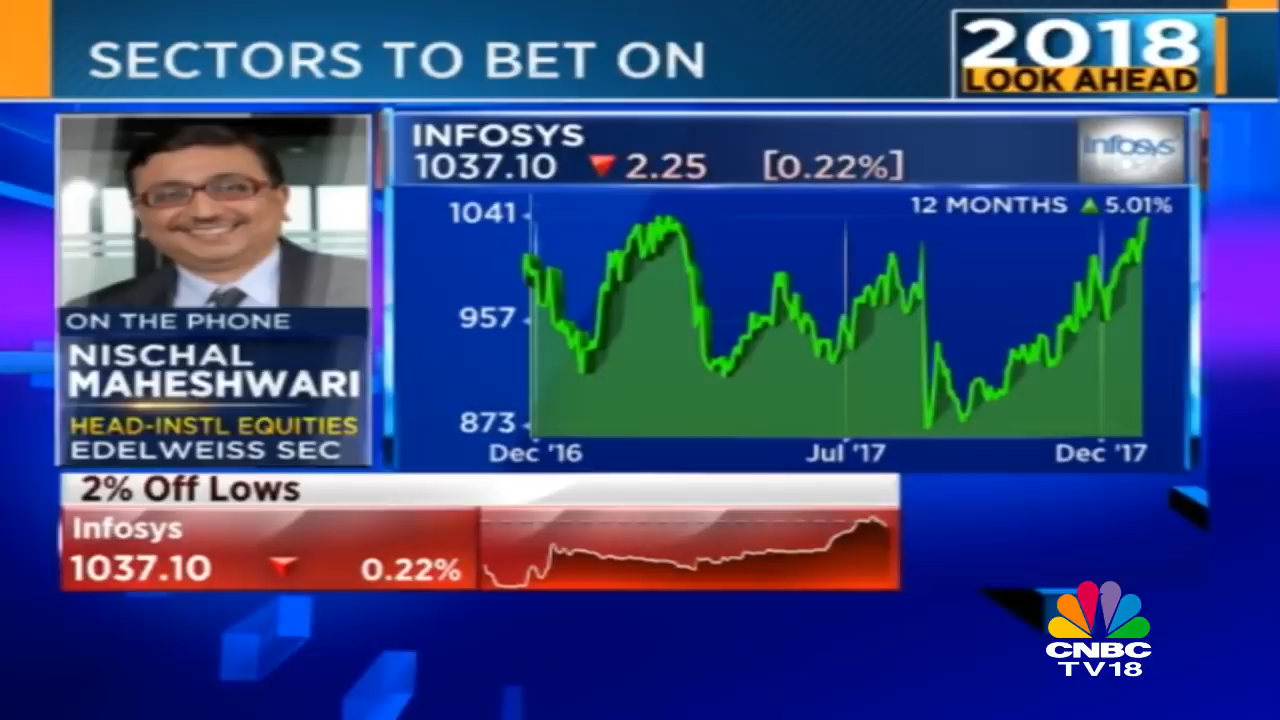 SECTORS TO BET ON
2018
LOOK AHEAD
ON THE PHONE
NISCHAL
MAHESHWARI
HEAD-INSTL EQUITIES
EDELWEISS SEC
INFOSYS
1037.10 ▼ 2.25 [0.22%]
Infosys
12 MONTHS ▲ 5.01%
1041
957
873
Dec '16 Jul '17 Dec '17
2% Off Lows
Infosys
1037.10 ▼ 0.22%
CNBC
TV18